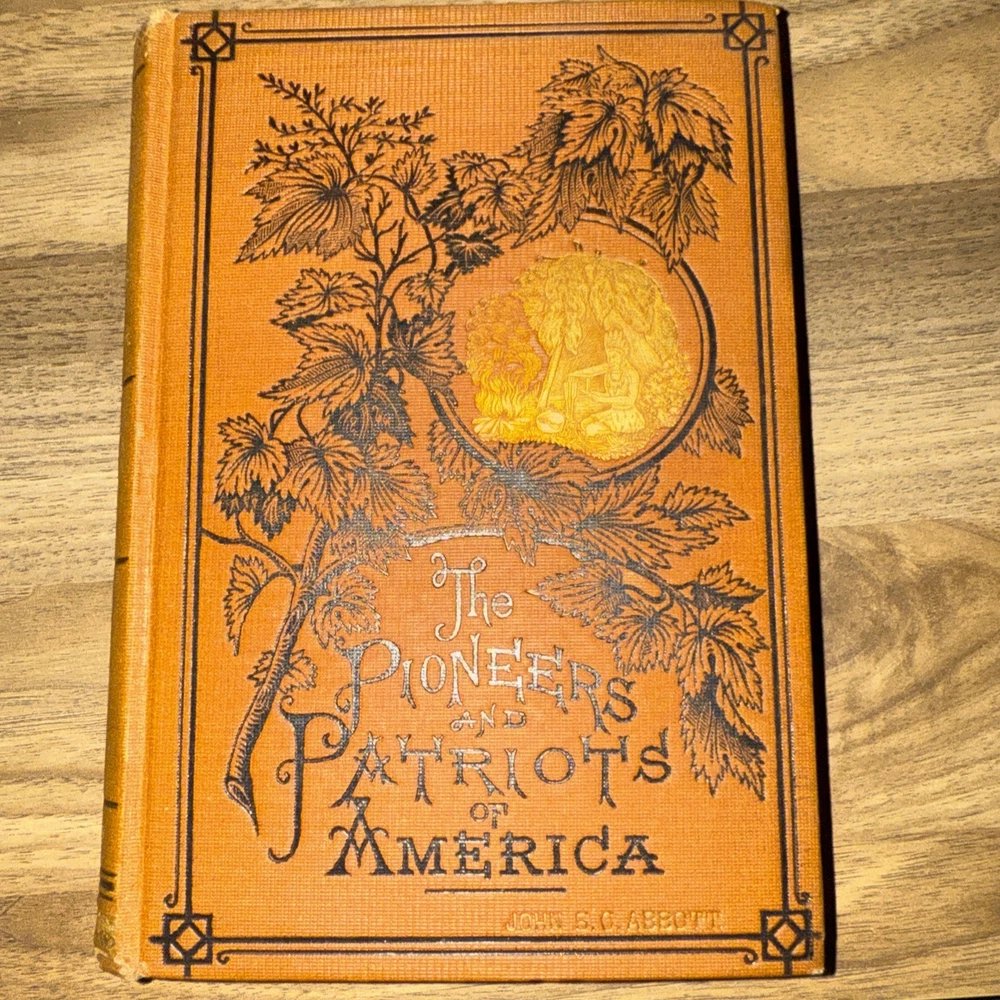 The
PIONEERS
AND
PATRIOTS
OF
AMERICA
JOHN S. C. ABBOTT